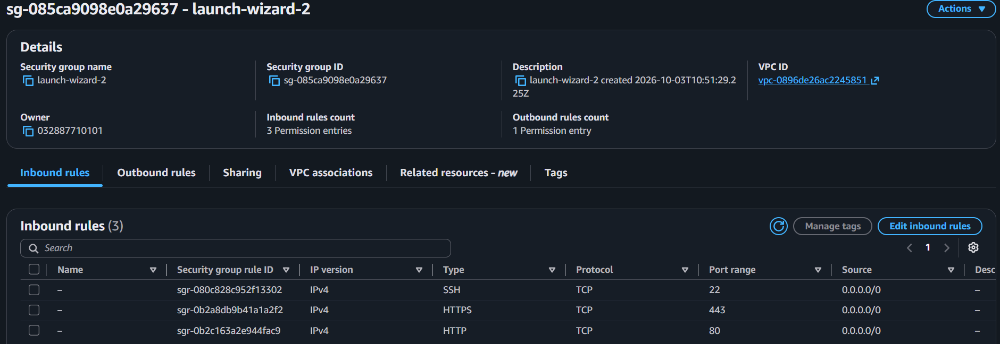 sg-085ca9098e0a29637 - launch-wizard-2
Actions
Details
Security group name
launch-wizard-2
Security group ID
sg-085ca9098e0a29637
Description
launch-wizard-2 created 2026-10-03T10:51:29.2
25Z
VPC ID
vpc-0896de26ac2245851
Owner
032887710101
Inbound rules count
3 Permission entries
Outbound rules count
1 Permission entry
Inbound rules Outbound rules Sharing VPC associations Related resources - new Tags
Inbound rules (3)
Manage tags
Edit inbound rules
Search
1
Name Security group rule ID IP version Type Protocol Port range Source Desc
– sgr-080c828c952f13302 IPv4 SSH TCP 22 0.0.0.0/0 –
– sgr-0b2a8db9b41a1a2f2 IPv4 HTTPS TCP 443 0.0.0.0/0 –
– sgr-0b2c163a2e944fac9 IPv4 HTTP TCP 80 0.0.0.0/0 –